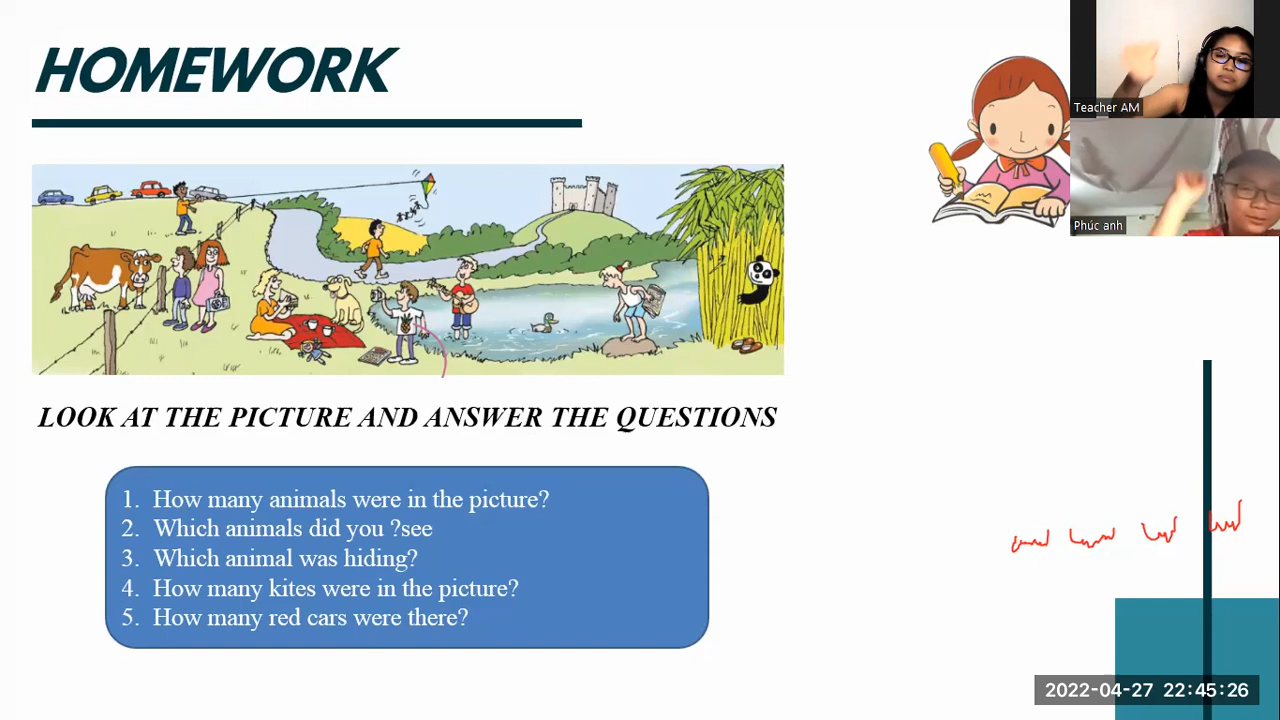 HOMEWORK
Teacher AM
Phúc anh
LOOK AT THE PICTURE AND ANSWER THE QUESTIONS
1. How many animals were in the picture?
2. Which animals did you ?see
3. Which animal was hiding?
4. How many kites were in the picture?
5. How many red cars were there?
2022-04-27 22:45:26